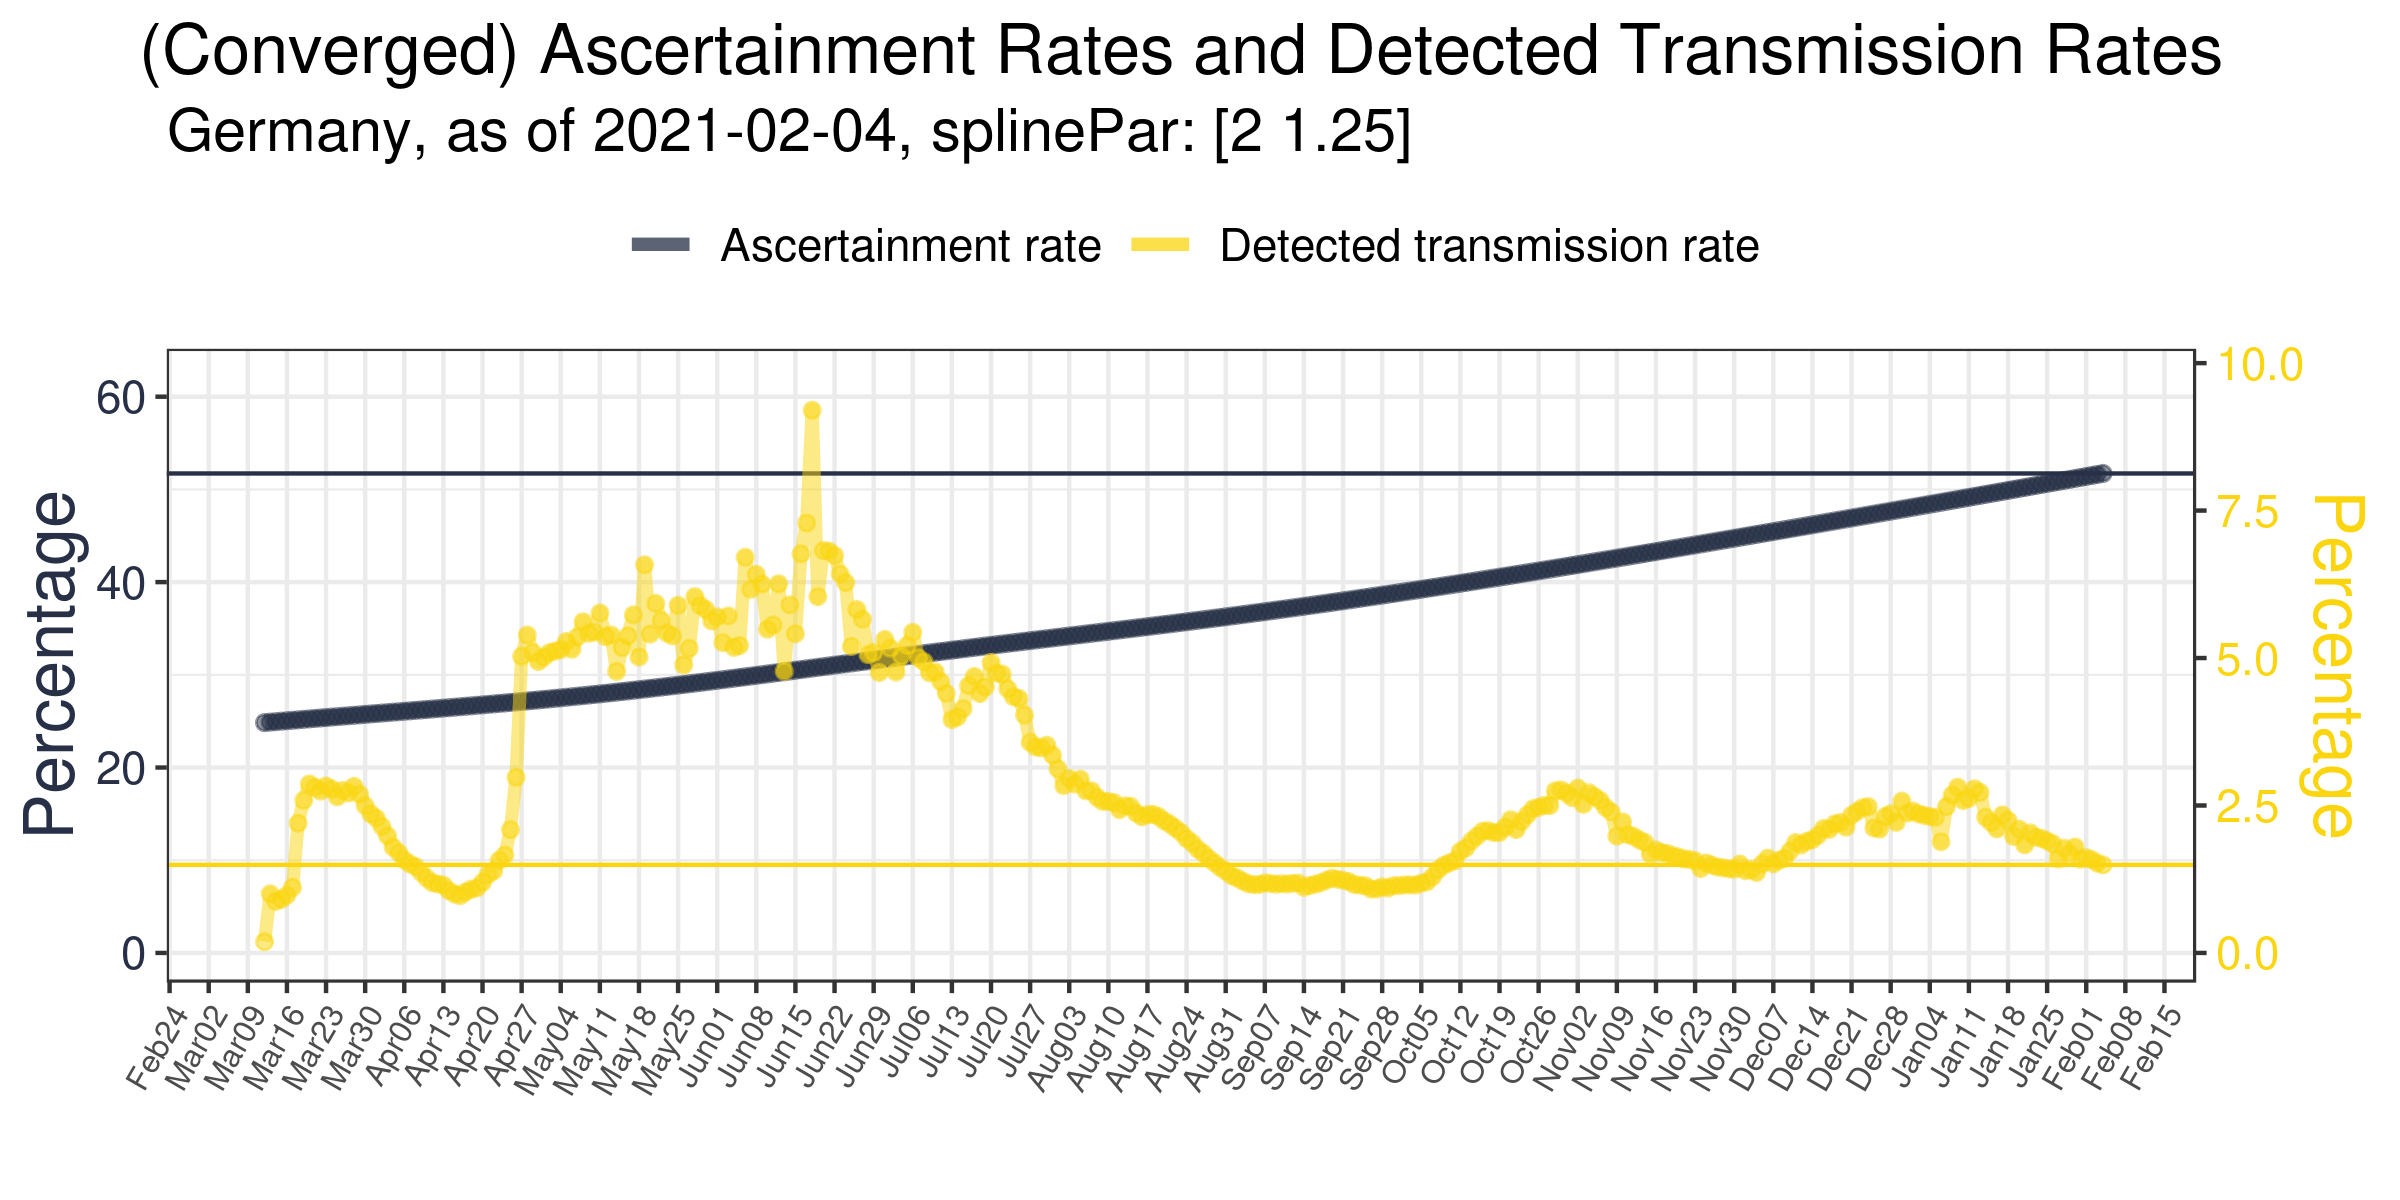 (Converged) Ascertainment Rates and Detected Transmission Rates
Germany, as of 2021-02-04, splinePar: [2 1.25]
Ascertainment rate
Detected transmission rate
Percentage
60
40
20
0
10.0
7.5
5.0
2.5
0.0
Percentage
Feb24
Mar02
Mar09
Mar16
Mar23
Mar30
Apr06
Apr13
Apr20
Apr27
May04
May11
May18
May25
Jun01
Jun08
Jun15
Jun22
Jun29
Jul06
Jul13
Jul20
Jul27
Aug03
Aug10
Aug17
Aug24
Aug31
Sep07
Sep14
Sep21
Sep28
Oct05
Oct12
Oct19
Oct26
Nov02
Nov09
Nov16
Nov23
Nov30
Dec07
Dec14
Dec21
Dec28
Jan04
Jan11
Jan18
Jan25
Feb01
Feb08
Feb15